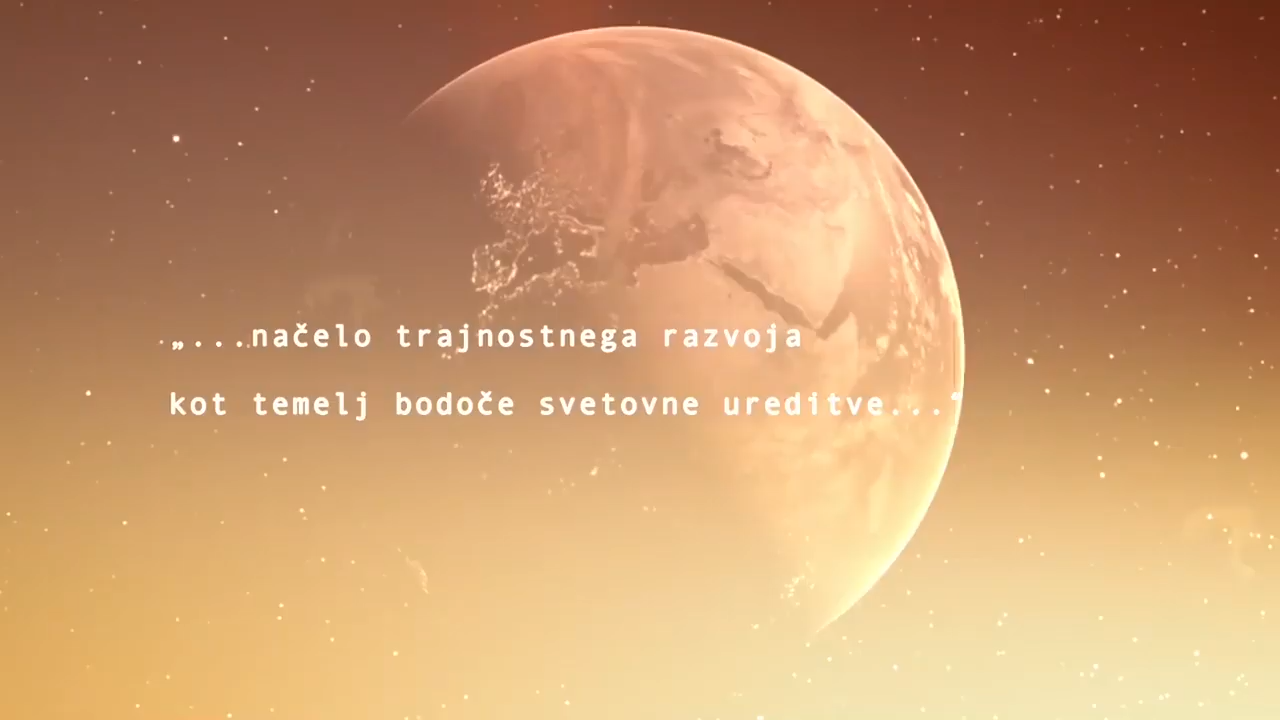 „...načelo trajnostnega razvoja
kot temelj bodoče svetovne ureditve..."